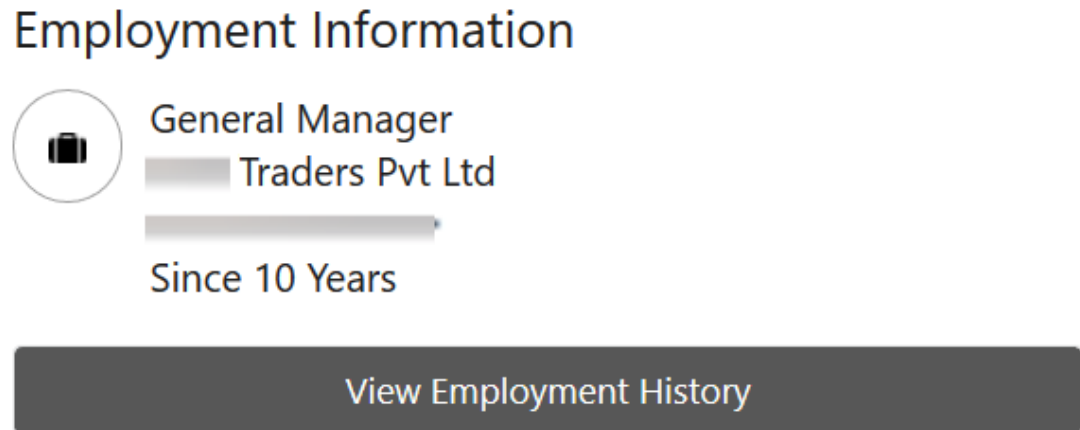 Employment Information
General Manager
Traders Pvt Ltd
Since 10 Years
View Employment History